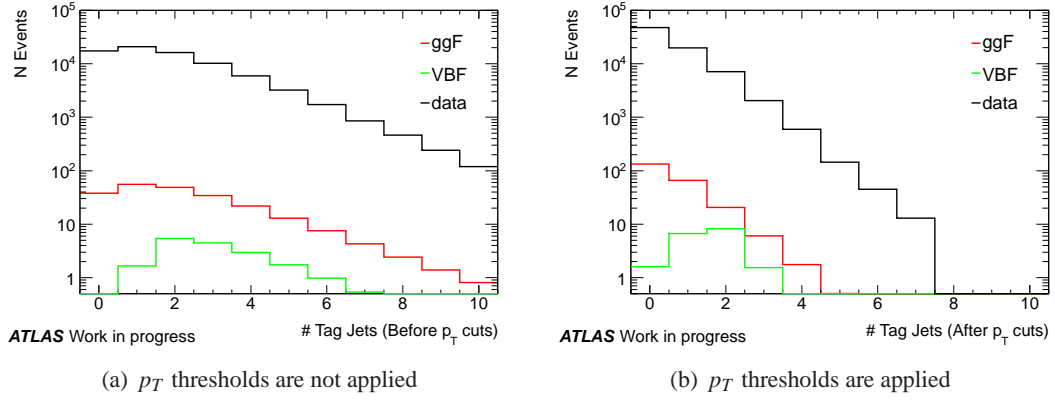 N Events
10^5
10^4
10^3
10^2
10
1
ggF
VBF
data
0 2 4 6 8 10
# Tag Jets (Before p_T cuts)
ATLAS Work in progress
(a) p_T thresholds are not applied
N Events
10^5
10^4
10^3
10^2
10
1
ggF
VBF
data
0 2 4 6 8 10
# Tag Jets (After p_T cuts)
ATLAS Work in progress
(b) p_T thresholds are applied